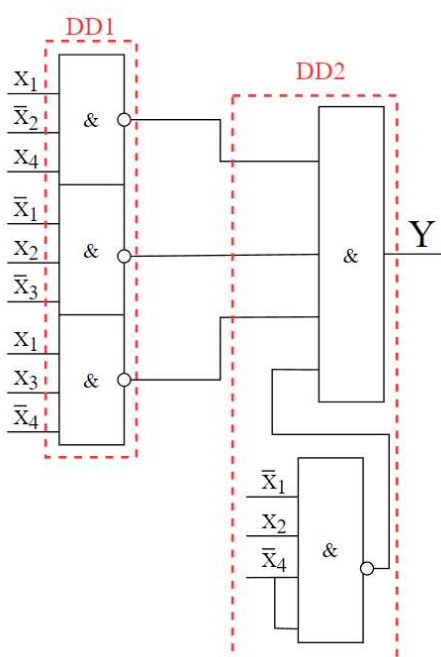 DD1
X₁
X̅₂
X₄
&
X̅₁
X₂
X̅₃
&
X₁
X₃
X̅₄
&
DD2
&
Y
X̅₁
X₂
X̅₄
&